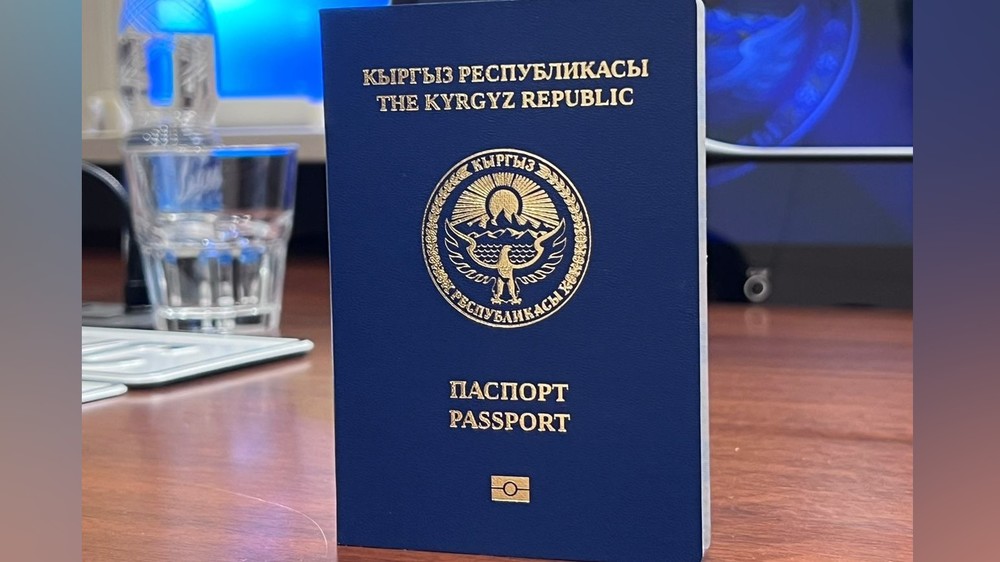 КЫРГЫЗ РЕСПУБЛИКАСЫ
THE KYRGYZ REPUBLIC
КЫРГЫЗ
РЕСПУБЛИКАСЫ
ПАСПОРТ
PASSPORT